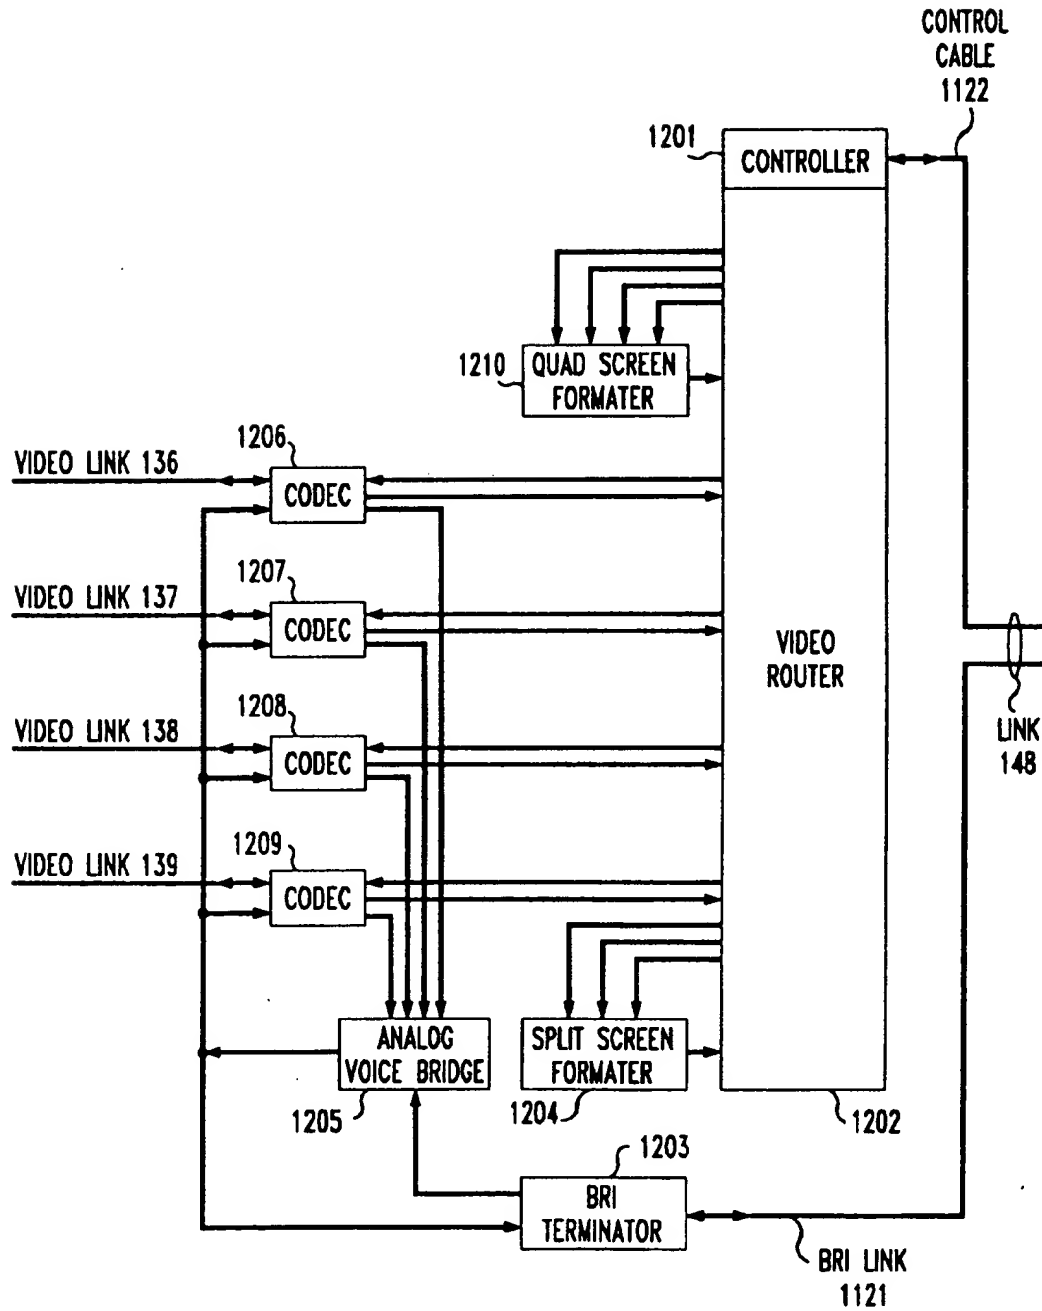 CONTROL
CABLE
1122
1201
CONTROLLER
1210
QUAD SCREEN
FORMATER
1206
VIDEO LINK 136
CODEC
1207
VIDEO LINK 137
CODEC
VIDEO
ROUTER
1208
VIDEO LINK 138
CODEC
LINK
148
1209
VIDEO LINK 139
CODEC
ANALOG
VOICE BRIDGE
SPLIT SCREEN
FORMATER
1205
1204
1202
1203
BRI
TERMINATOR
BRI LINK
1121